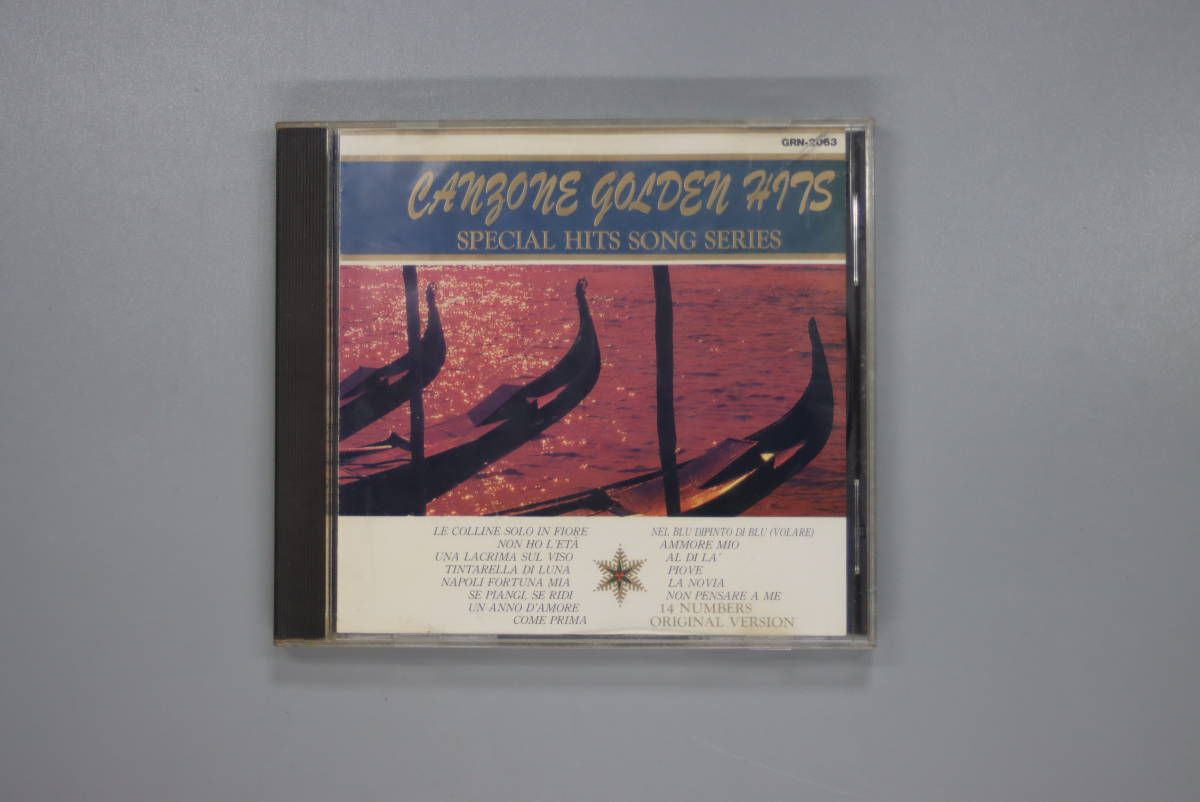 GRN-2063
CANZONE GOLDEN HITS
SPECIAL HITS SONG SERIES
LE COLLINE SOLO IN FIORE
NON HO L'ETA
UNA LACRIMA SUL VISO
TINTARELLA DI LUNA
NAPOLI FORTUNA MIA
SE PIANGI, SE RIDI
UN ANNO D'AMORE
COME PRIMA
NEL BLU DIPINTO DI BLU (VOLARE)
AMMORE MIO
AL DI LA'
PIOVE
LA NOVIA
NON PENSARE A ME
14 NUMBERS
ORIGINAL VERSION